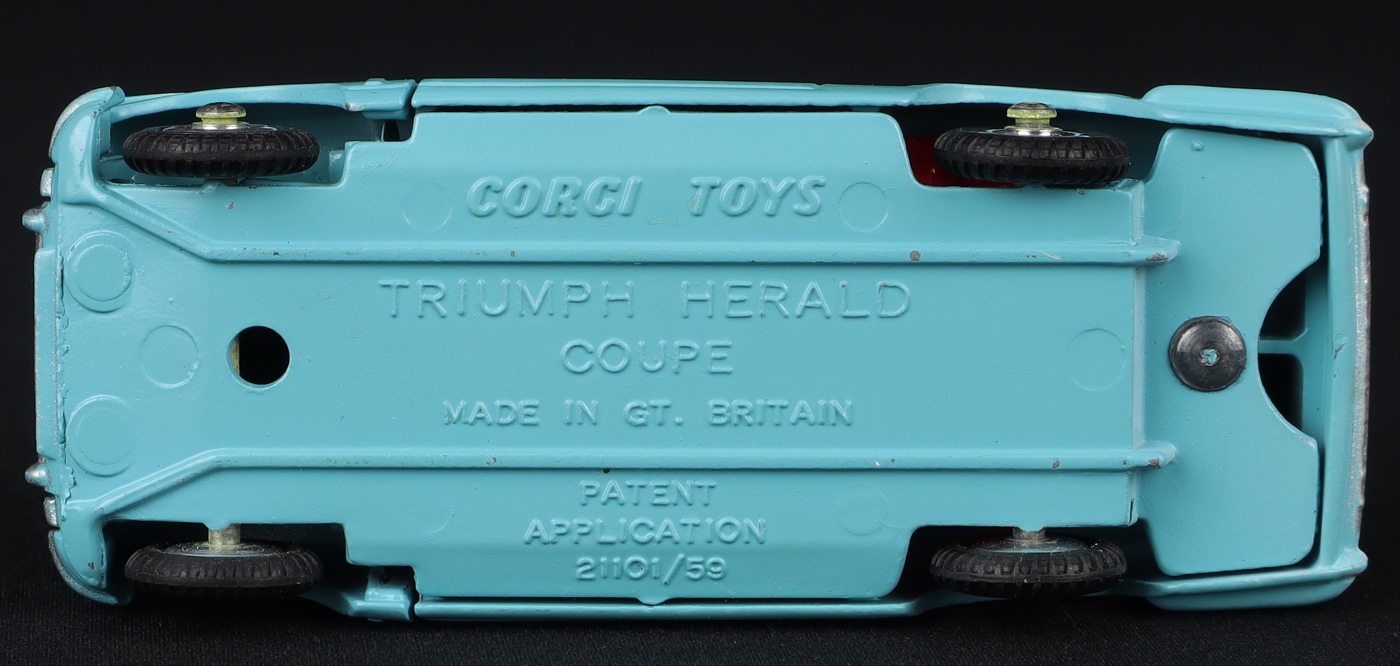 CORGI TOYS
TRIUMPH HERALD
COUPE
MADE IN GT. BRITAIN
PATENT
APPLICATION
21101/59